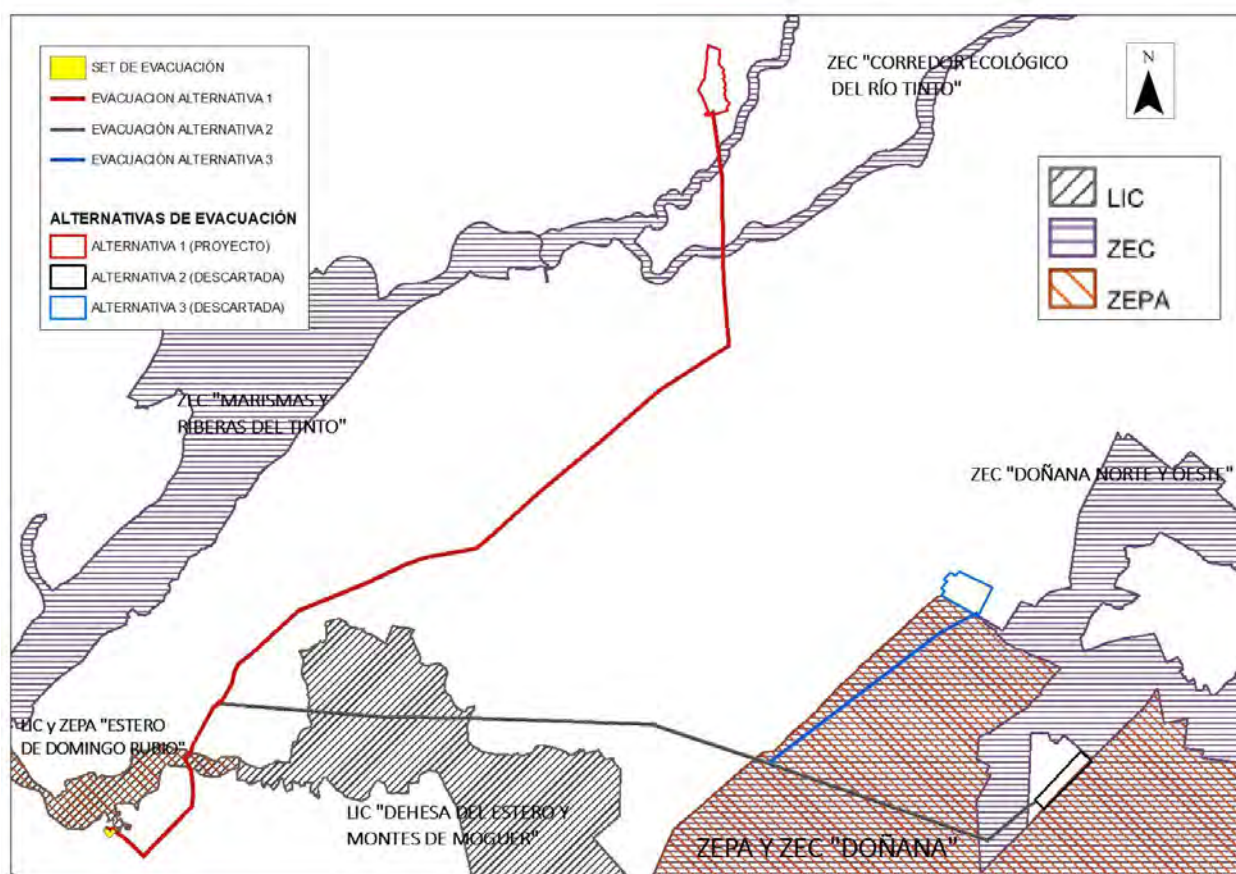 SET DE EVACUACIÓN
EVACUACION ALTERNATIVA 1
EVACUACIÓN ALTERNATIVA 2
EVACUACIÓN ALTERNATIVA 3
ALTERNATIVAS DE EVACUACIÓN
ALTERNATIVA 1 (PROYECTO)
ALTERNATIVA 2 (DESCARTADA)
ALTERNATIVA 3 (DESCARTADA)
ZEC "CORREDOR ECOLÓGICO
DEL RÍO TINTO"
N
LIC
ZEC
ZEPA
ZEC "MARISMAS Y
RIBERAS DEL TINTO"
ZEC "DOÑANA NORTE Y OESTE"
LIC y ZEPA "ESTERO
DE DOMINGO RUBIO"
LIC "DEHESA DEL ESTERO Y
MONTES DE MOGUER"
ZEPA Y ZEC "DOÑANA"